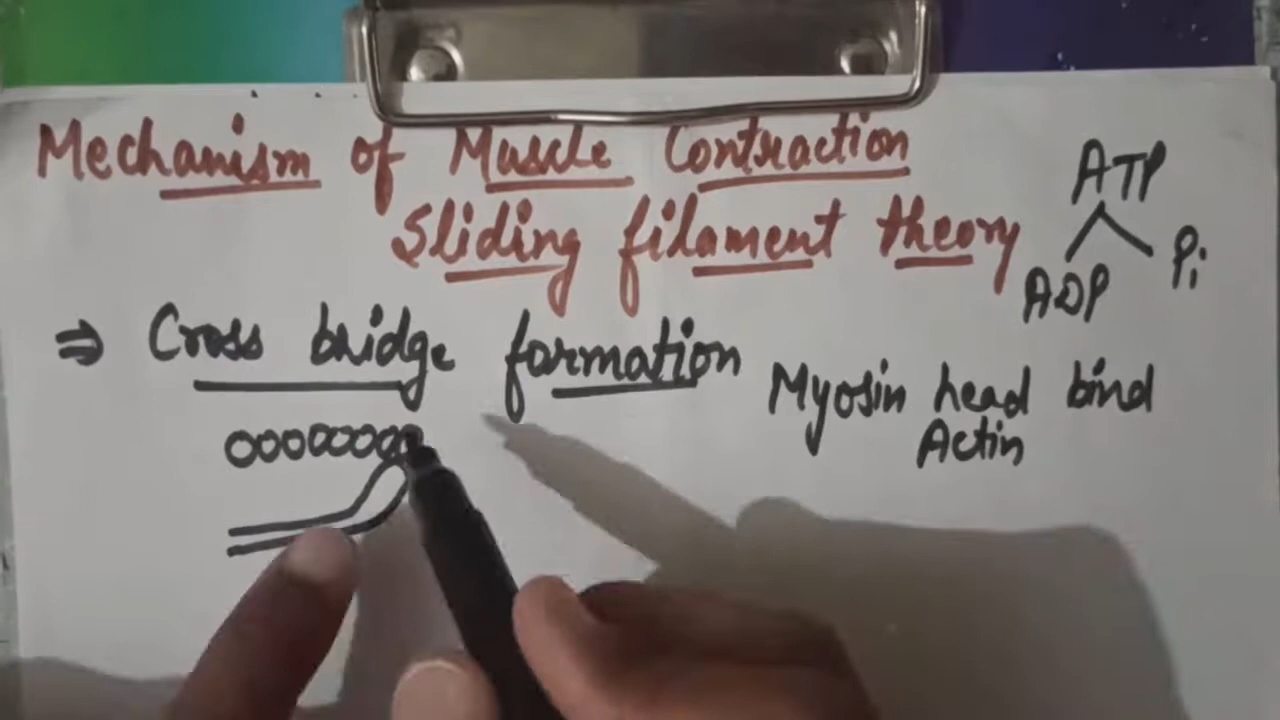 Mechanism of Muscle Contraction
Sliding filament theory
ATP
ADP Pi
⇒ Cross bridge formation
Myosin head bind
Actin